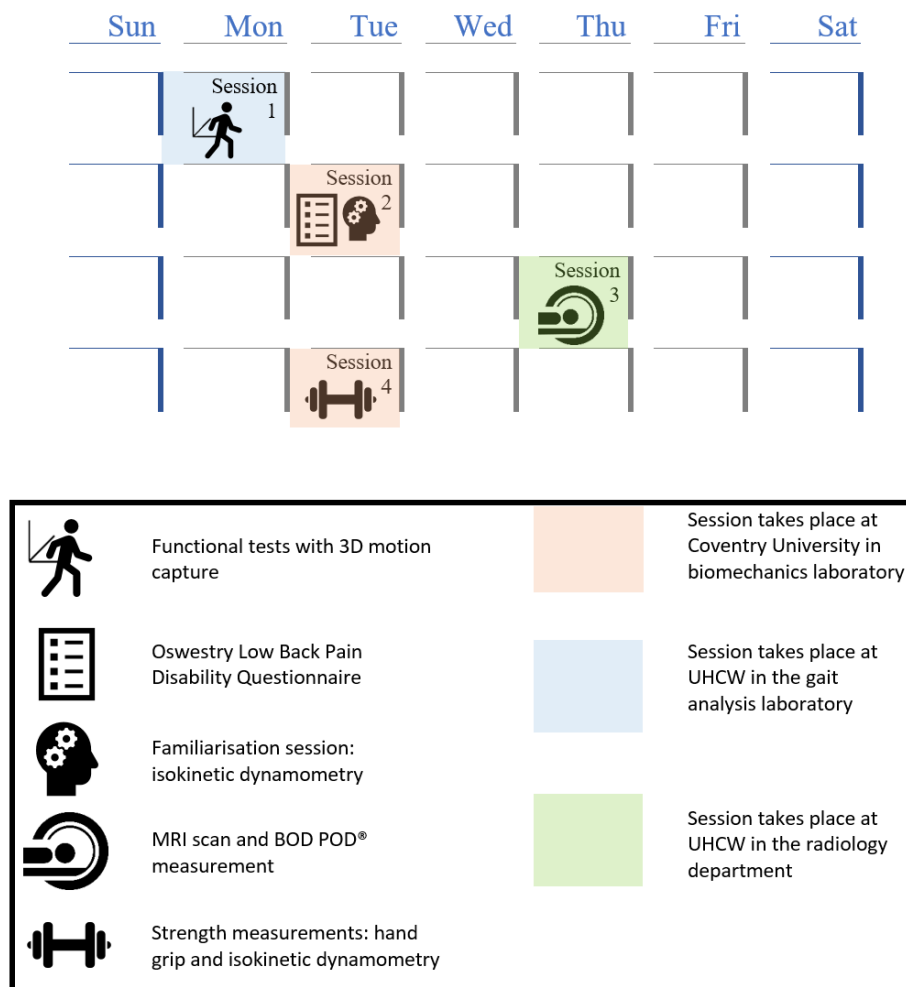 Sun Mon Tue Wed Thu Fri Sat
Session
1
Session
2
Session
3
Session
4
Functional tests with 3D motion
capture
Oswestry Low Back Pain
Disability Questionnaire
Familiarisation session:
isokinetic dynamometry
MRI scan and BOD POD®
measurement
Strength measurements: hand
grip and isokinetic dynamometry
Session takes place at
Coventry University in
biomechanics laboratory
Session takes place at
UHCW in the gait
analysis laboratory
Session takes place at
UHCW in the radiology
department